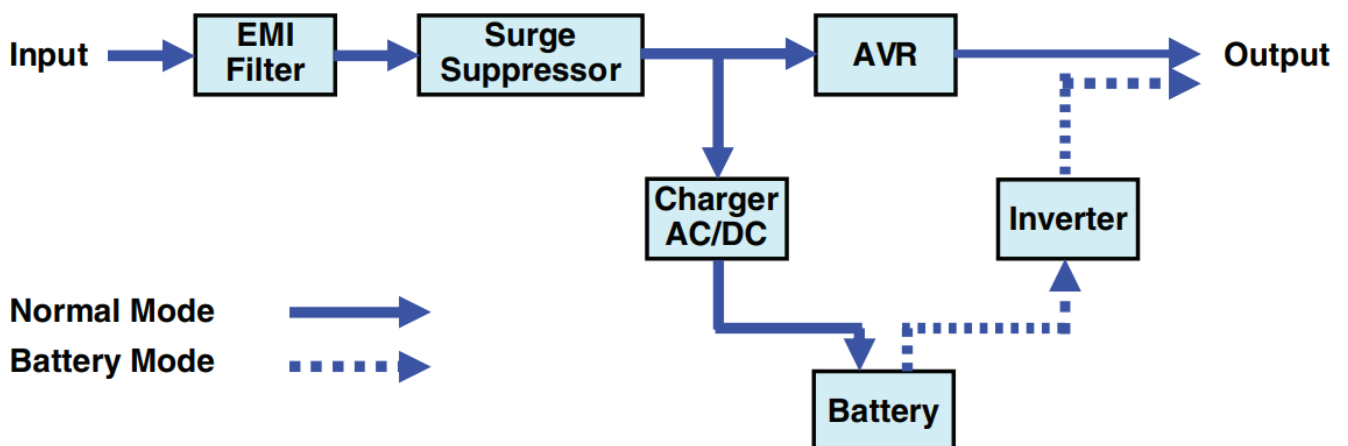 Input
EMI
Filter
Surge
Suppressor
AVR
Output
Charger
AC/DC
Inverter
Normal Mode
Battery Mode
Battery